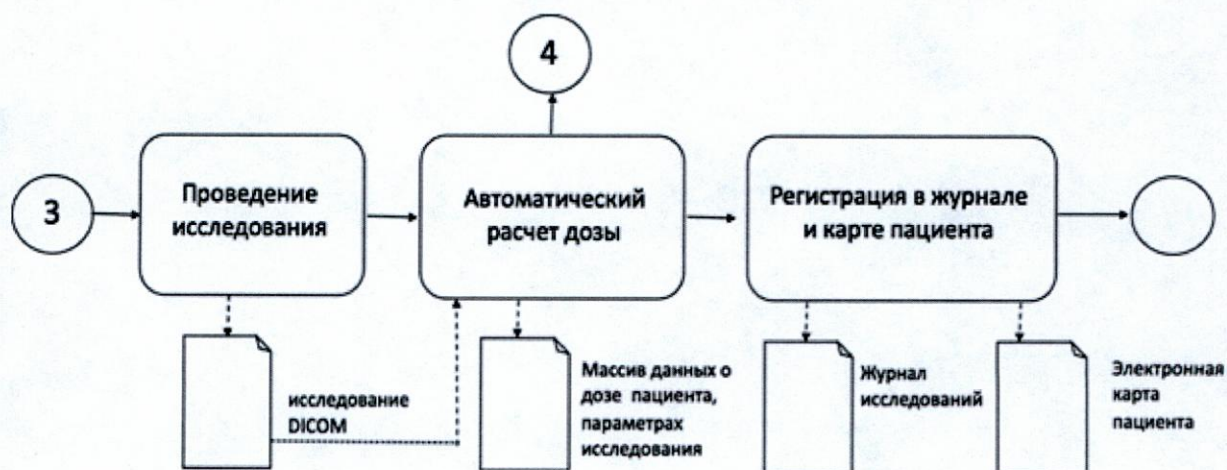 4
3
Проведение
исследования
Автоматический
расчет дозы
Регистрация в журнале
и карте пациента
исследование
DICOM
Массив данных о
дозе пациента,
параметрах
исследования
Журнал
исследований
Электронная
карта
пациента